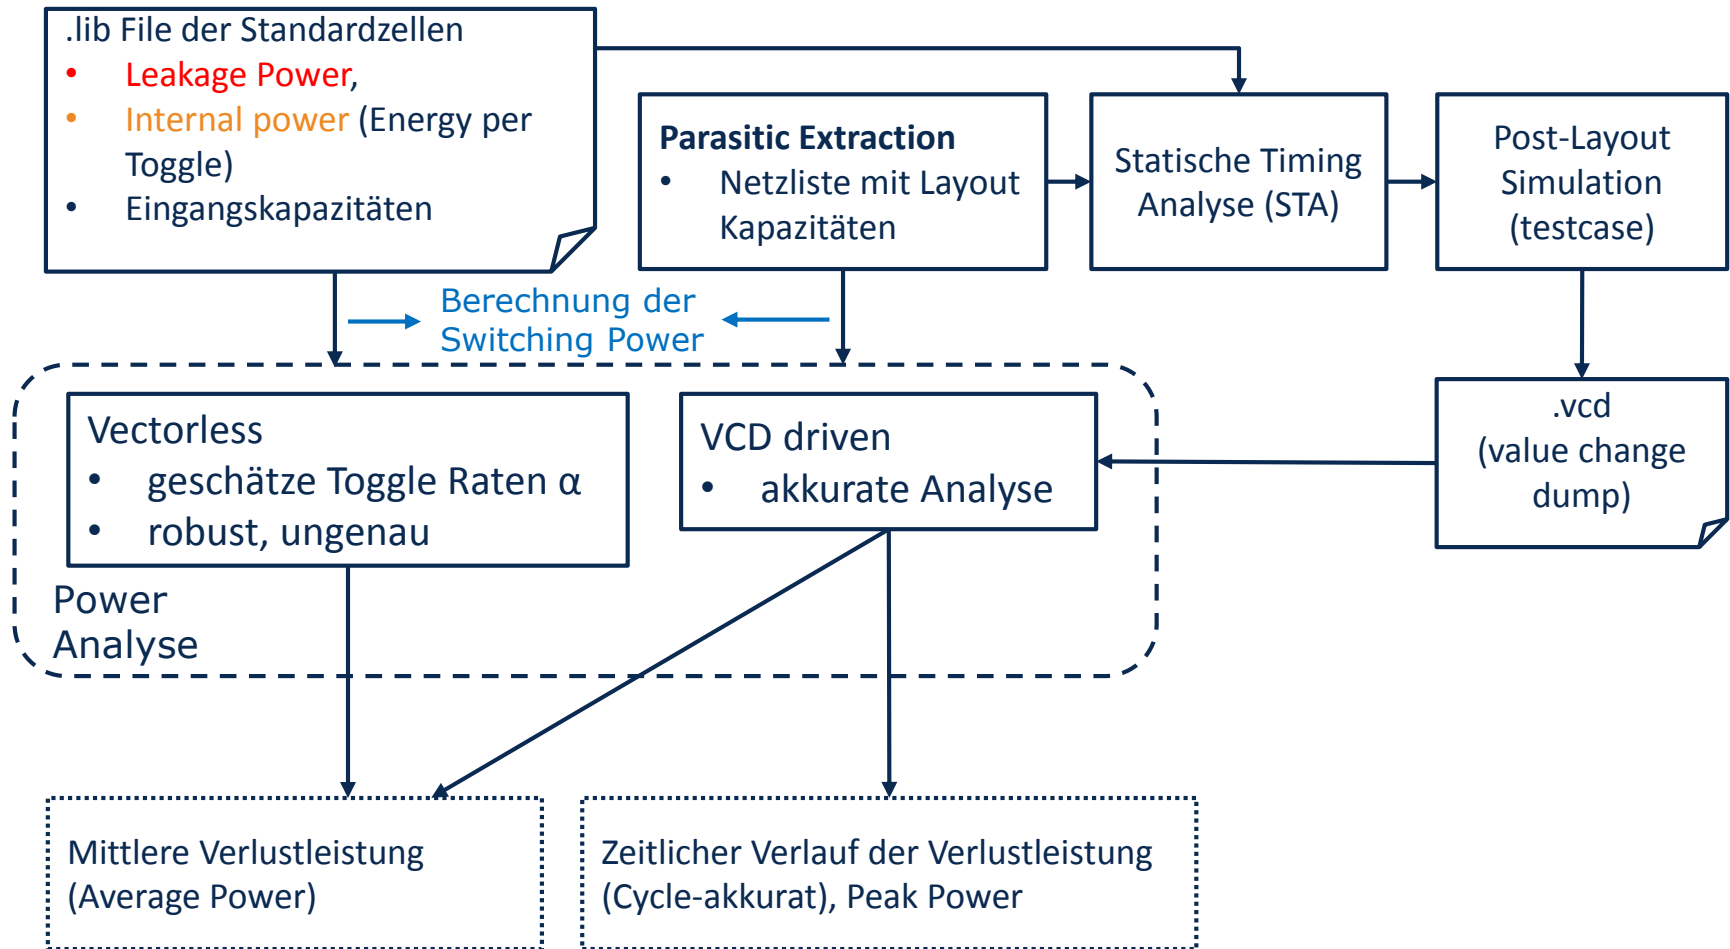 .lib File der Standardzellen
• Leakage Power,
• Internal power (Energy per
Toggle)
• Eingangskapazitäten
Parasitic Extraction
• Netzliste mit Layout
Kapazitäten
Statische Timing
Analyse (STA)
Post-Layout
Simulation
(testcase)
Berechnung der
Switching Power
Vectorless
• geschätze Toggle Raten α
• robust, ungenau
VCD driven
• akkurate Analyse
.vcd
(value change
dump)
Power
Analyse
Mittlere Verlustleistung
(Average Power)
Zeitlicher Verlauf der Verlustleistung
(Cycle-akkurat), Peak Power